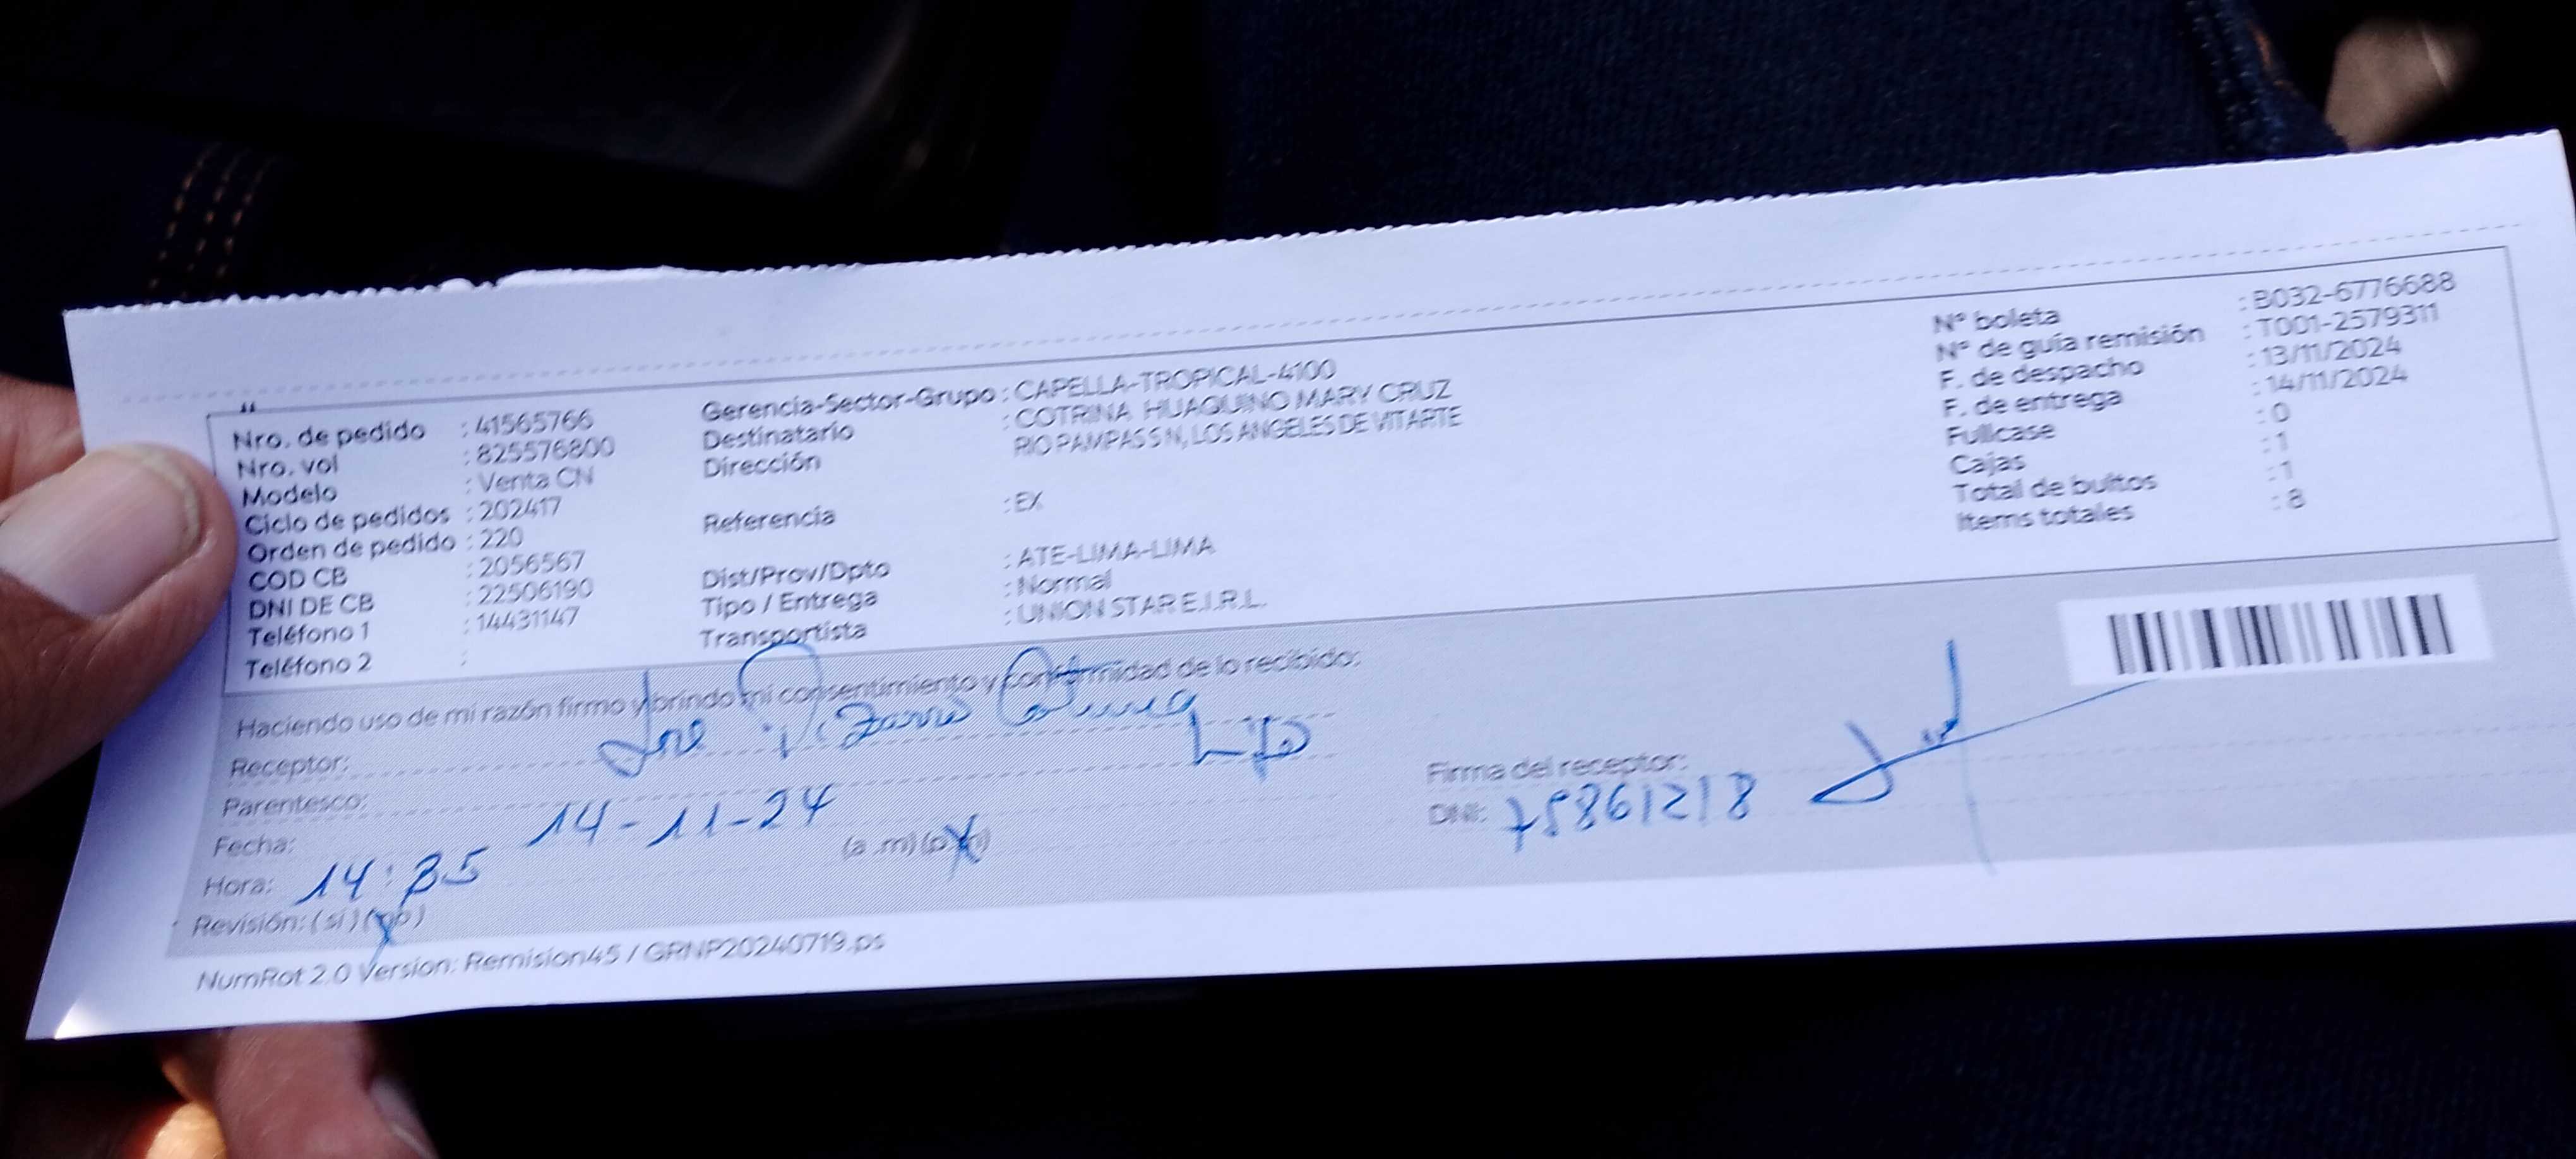 Nro. de pedido : 41565766
Nro. vol : 825576800
Modelo : Venta CN
Ciclo de pedidos : 202417
Orden de pedido : 220
COD CB : 2056567
DNI DE CB : 22506190
Teléfono 1 : 14431147
Teléfono 2 :
Gerencia-Sector-Grupo : CAPELLA-TROPICAL-4100
Destinatario : COTRINA HUAQUINO MARY CRUZ
Dirección RIO PAMPAS S N, LOS ANGELES DE VITARTE
Referencia : EX
Dist/Prov/Dpto : ATE-LIMA-LIMA
Tipo / Entrega : Normal
Transportista : UNION STAR E.I.R.L.
N° boleta : B032-6776688
N° de guía remisión : T001-2579311
F. de despacho : 13/11/2024
F. de entrega : 14/11/2024
Fullcase : 0
Cajas : 1
Total de bultos : 1
Items totales : 8
Haciendo uso de mi razón firmo y brindo mi consentimiento y conformidad de lo recibido:
Receptor: Jose
Parentesco: Hijo
Fecha: 14-11-24
Hora: 14:35 (a .m) (p.m)
Revisión: (si) (no)
Firma del receptor:
DNI:
NumRot 2.0 Version: Remision45 / GRNP20240719.ps